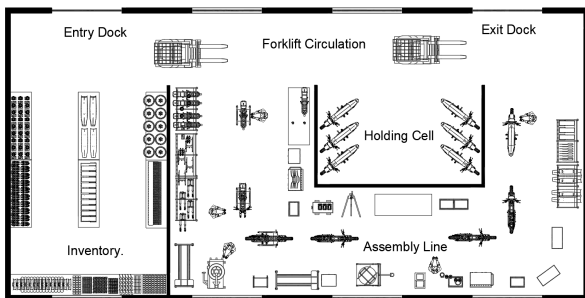 Entry Dock
Forklift Circulation
Exit Dock
Holding Cell
Inventory.
Assembly Line